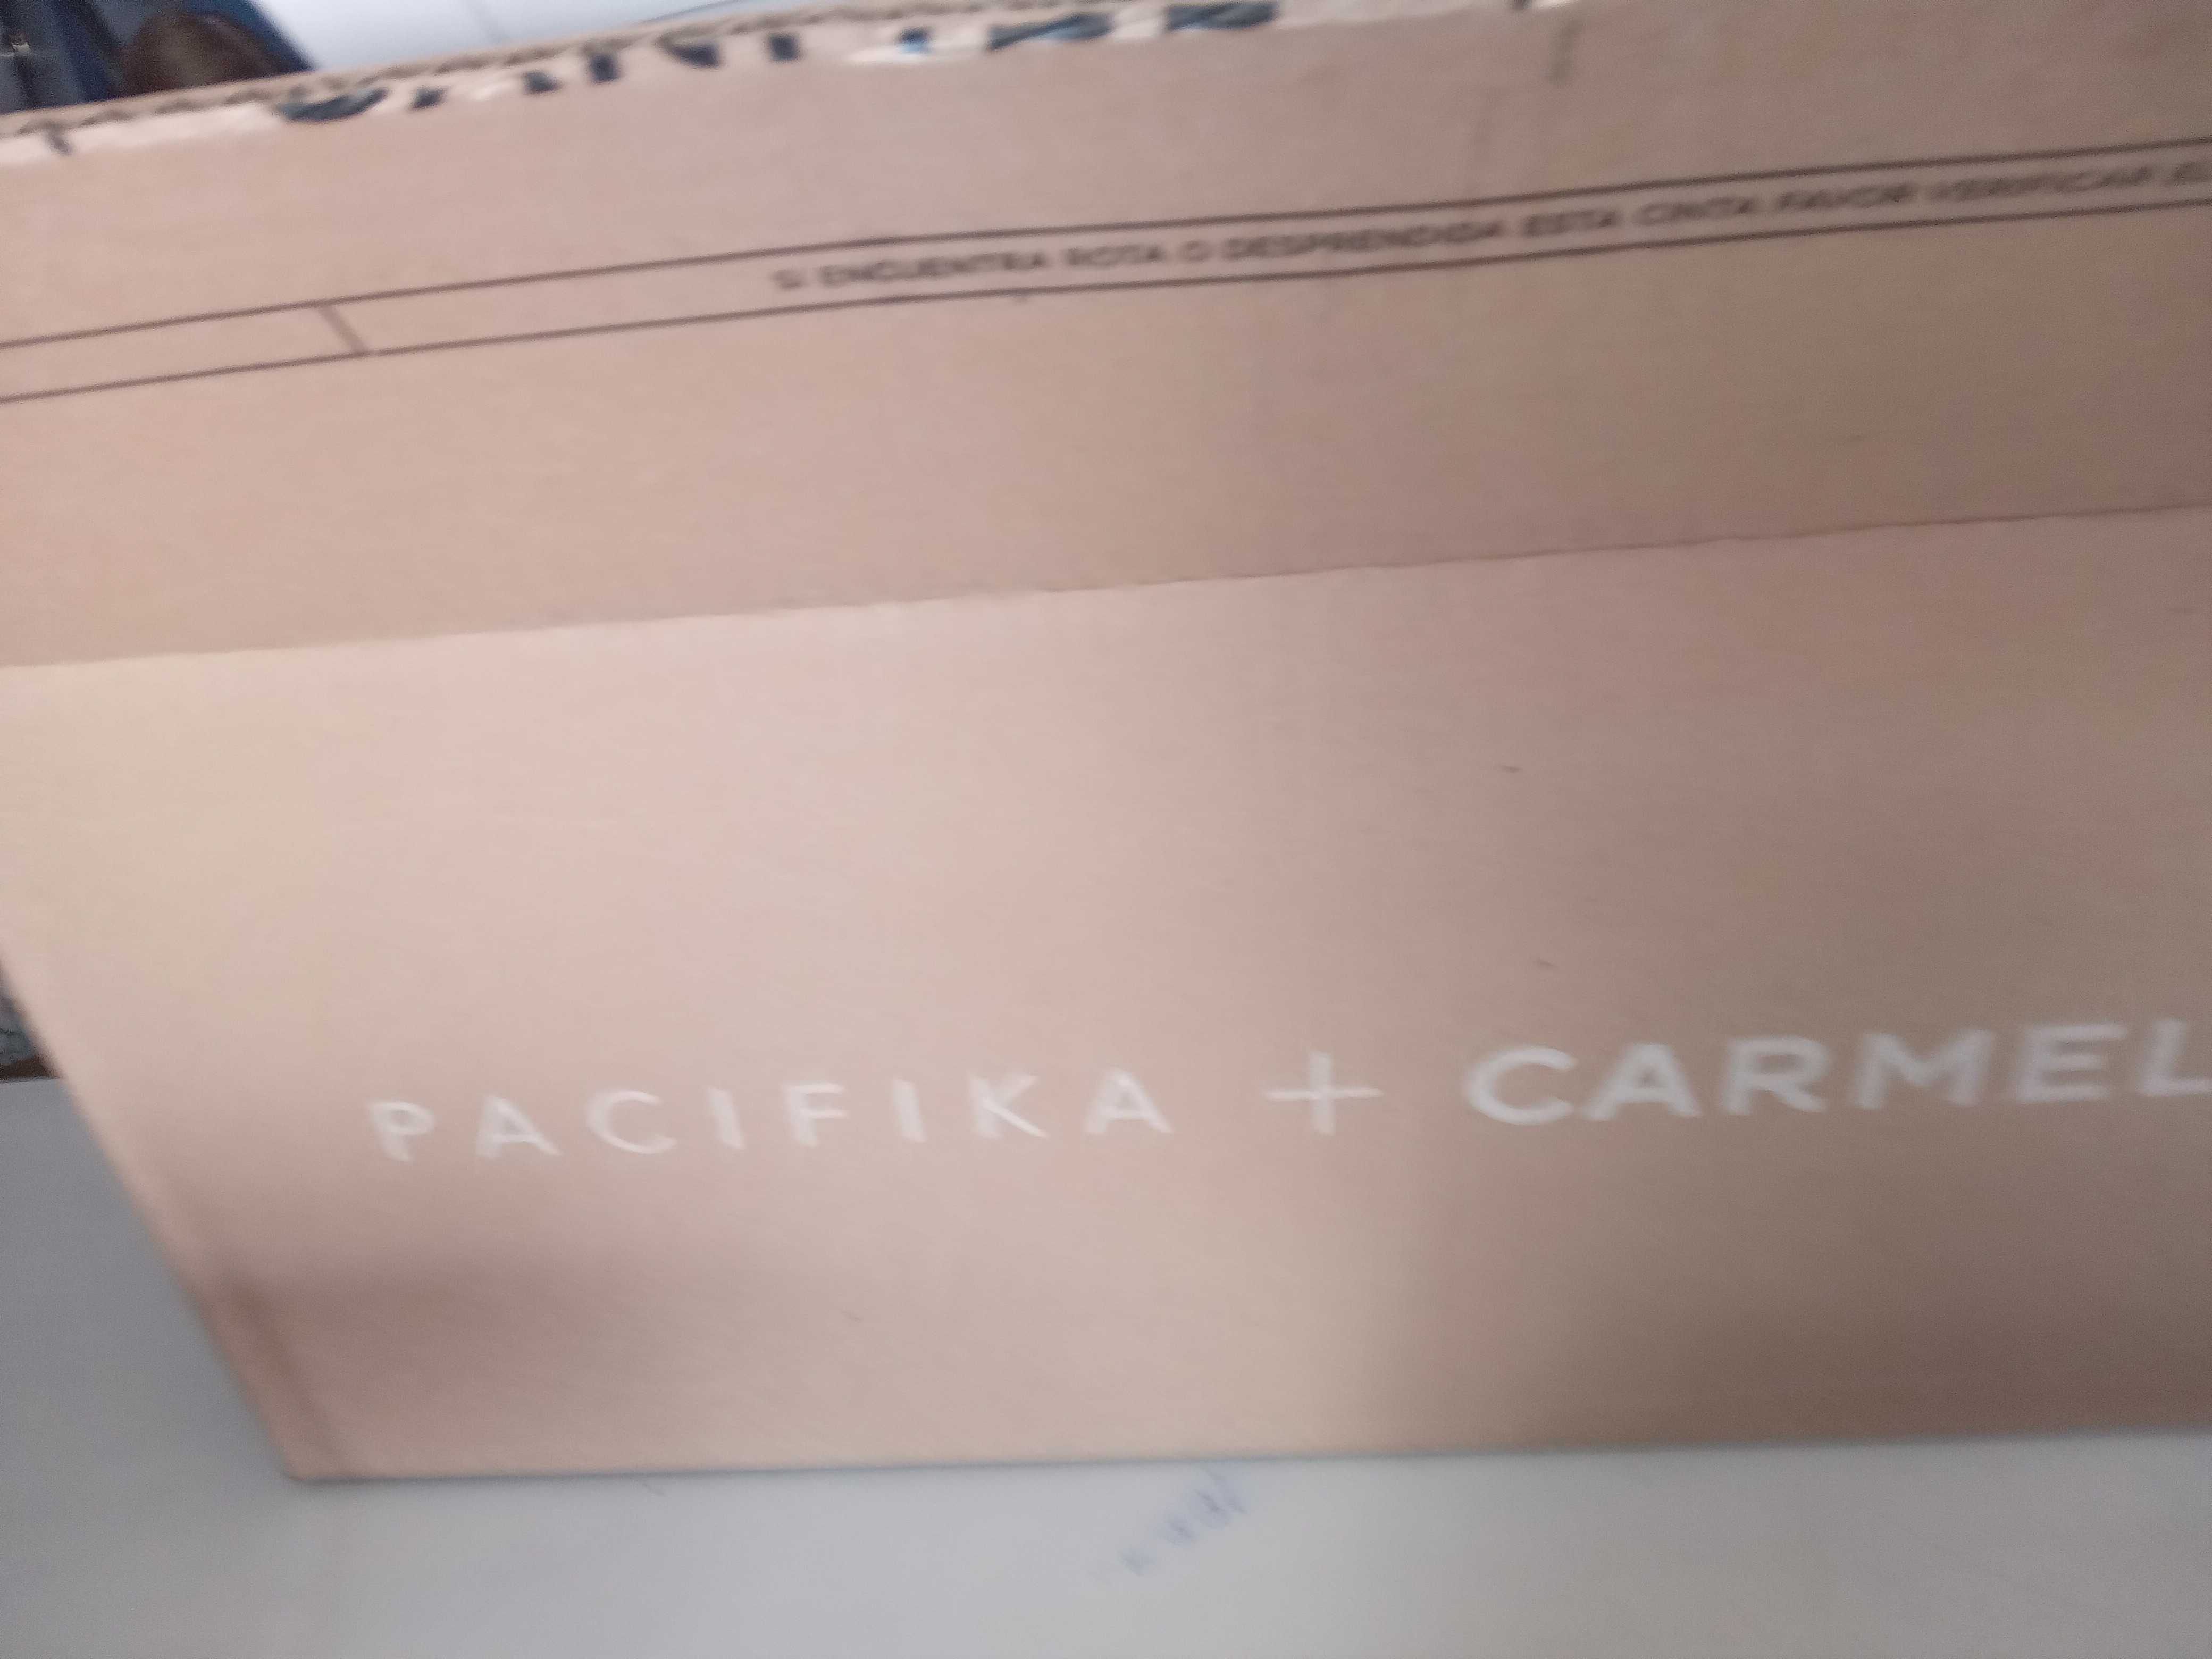 SI ENCUENTRA ROTA O DESPRENDIDA ESTA CINTA FAVOR VERIFICAR E
PACIFIKA + CARMEL